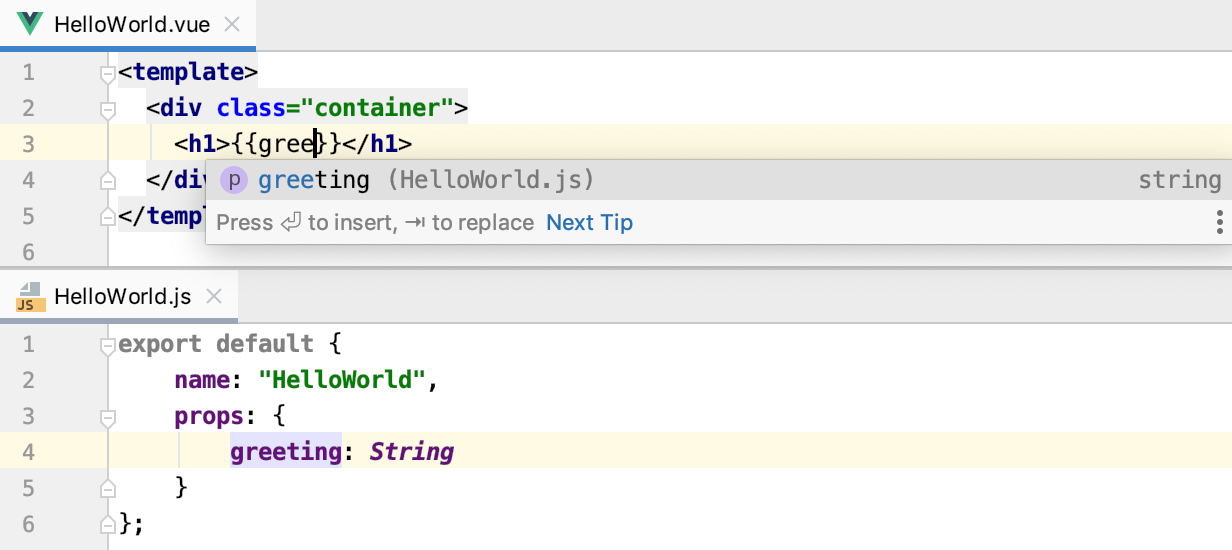 HelloWorld.vue
1 <template>
2 <div class="container">
3 <h1>{{gree}}</h1>
4 </div
p greeting (HelloWorld.js) string
5 </temp
Press ⏎ to insert, ⇥ to replace Next Tip
6
HelloWorld.js
JS
1 export default {
2 name: "HelloWorld",
3 props: {
4 greeting: String
5 }
6 };